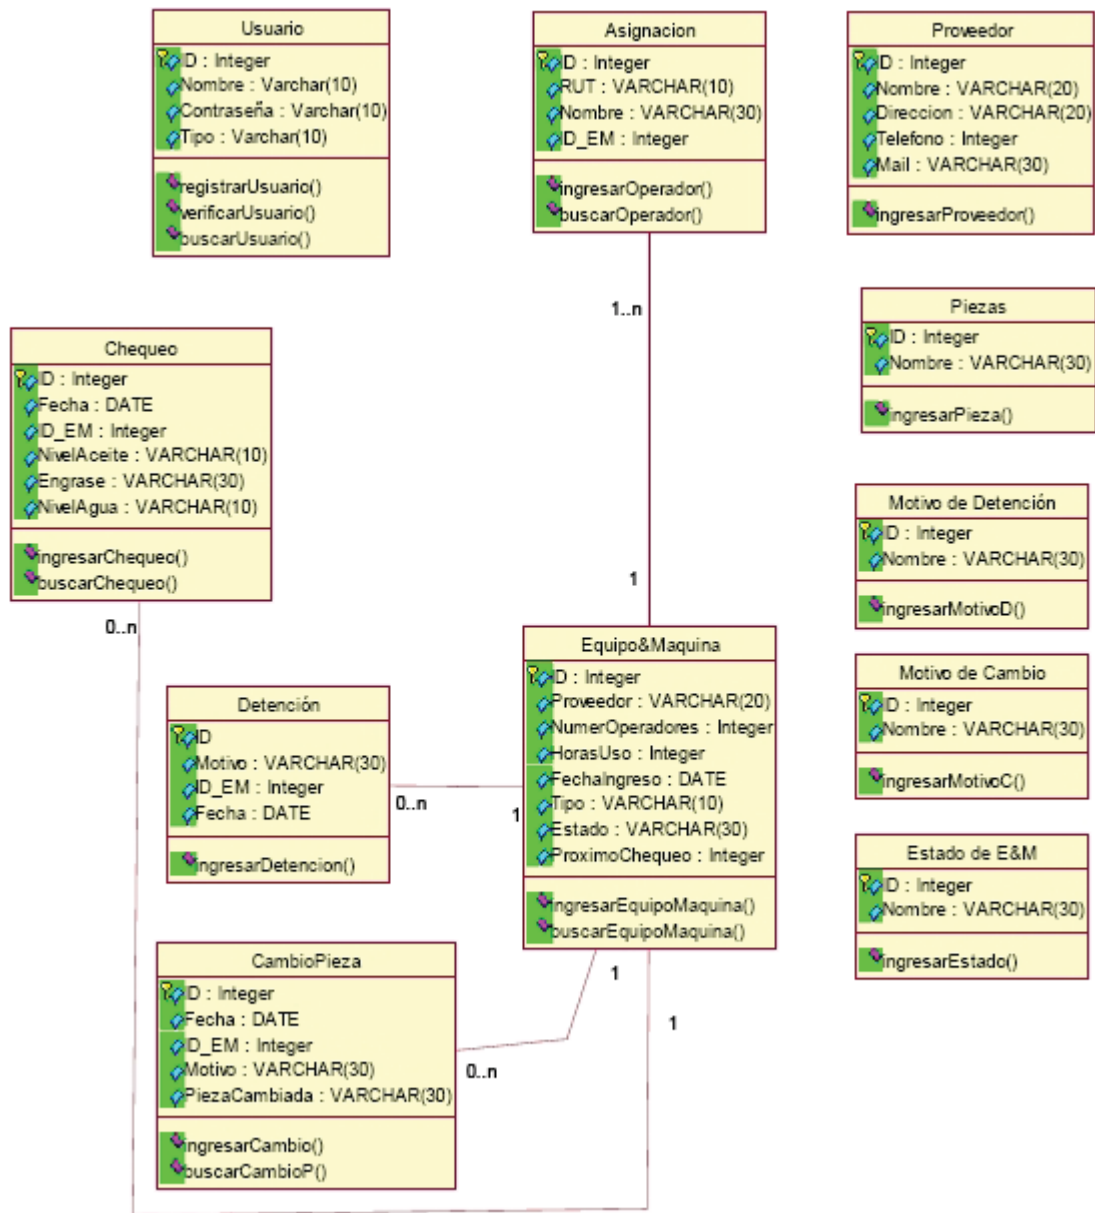 Usuario
ID : Integer
Nombre : Varchar(10)
Contraseña : Varchar(10)
Tipo : Varchar(10)
registrarUsuario()
verificarUsuario()
buscarUsuario()
Asignacion
ID : Integer
RUT : VARCHAR(10)
Nombre : VARCHAR(30)
ID_EM : Integer
ingresarOperador()
buscarOperador()
Proveedor
ID : Integer
Nombre : VARCHAR(20)
Direccion : VARCHAR(20)
Telefono : Integer
Mail : VARCHAR(30)
ingresarProveedor()
1..n
1
Piezas
ID : Integer
Nombre : VARCHAR(30)
ingresarPieza()
Chequeo
ID : Integer
Fecha : DATE
ID_EM : Integer
NivelAceite : VARCHAR(10)
Engrase : VARCHAR(30)
NivelAgua : VARCHAR(10)
ingresarChequeo()
buscarChequeo()
0..n
Motivo de Detención
ID : Integer
Nombre : VARCHAR(30)
ingresarMotivoD()
Equipo&Maquina
ID : Integer
Proveedor : VARCHAR(20)
NumerOperadores : Integer
HorasUso : Integer
FechaIngreso : DATE
Tipo : VARCHAR(10)
Estado : VARCHAR(30)
ProximoChequeo : Integer
ingresarEquipoMaquina()
buscarEquipoMaquina()
Motivo de Cambio
ID : Integer
Nombre : VARCHAR(30)
ingresarMotivoC()
Detención
ID
Motivo : VARCHAR(30)
ID_EM : Integer
Fecha : DATE
ingresarDetencion()
0..n
1
Estado de E&M
ID : Integer
Nombre : VARCHAR(30)
ingresarEstado()
CambioPieza
ID : Integer
Fecha : DATE
ID_EM : Integer
Motivo : VARCHAR(30)
PiezaCambiada : VARCHAR(30)
ingresarCambio()
buscarCambioP()
1
0..n
1